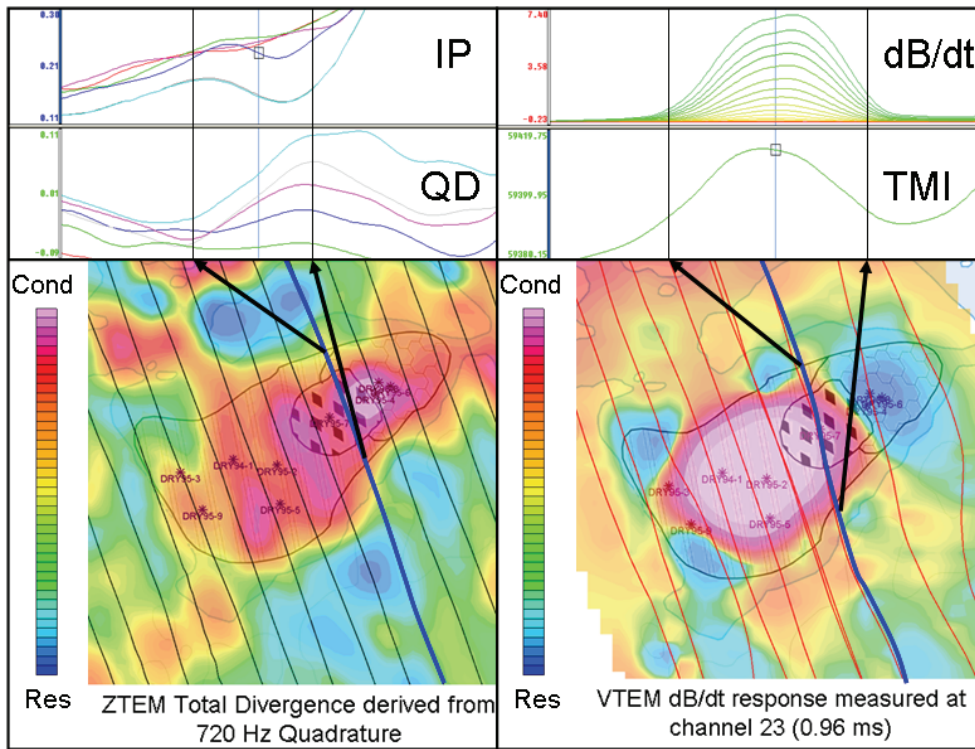 0.30
0.21
0.11
IP
7.40
3.58
-0.23
dB/dt
0.11
0.01
-0.09
QD
59419.75
59399.95
59380.15
TMI
Cond
Res
DRY95-7
DRY94-1
DRY95-2
DRY95-3
DRY95-5
DRY95-9
ZTEM Total Divergence derived from
720 Hz Quadrature
Cond
Res
DRY94-1
DRY95-2
DRY95-3
DRY95-5
VTEM dB/dt response measured at
channel 23 (0.96 ms)